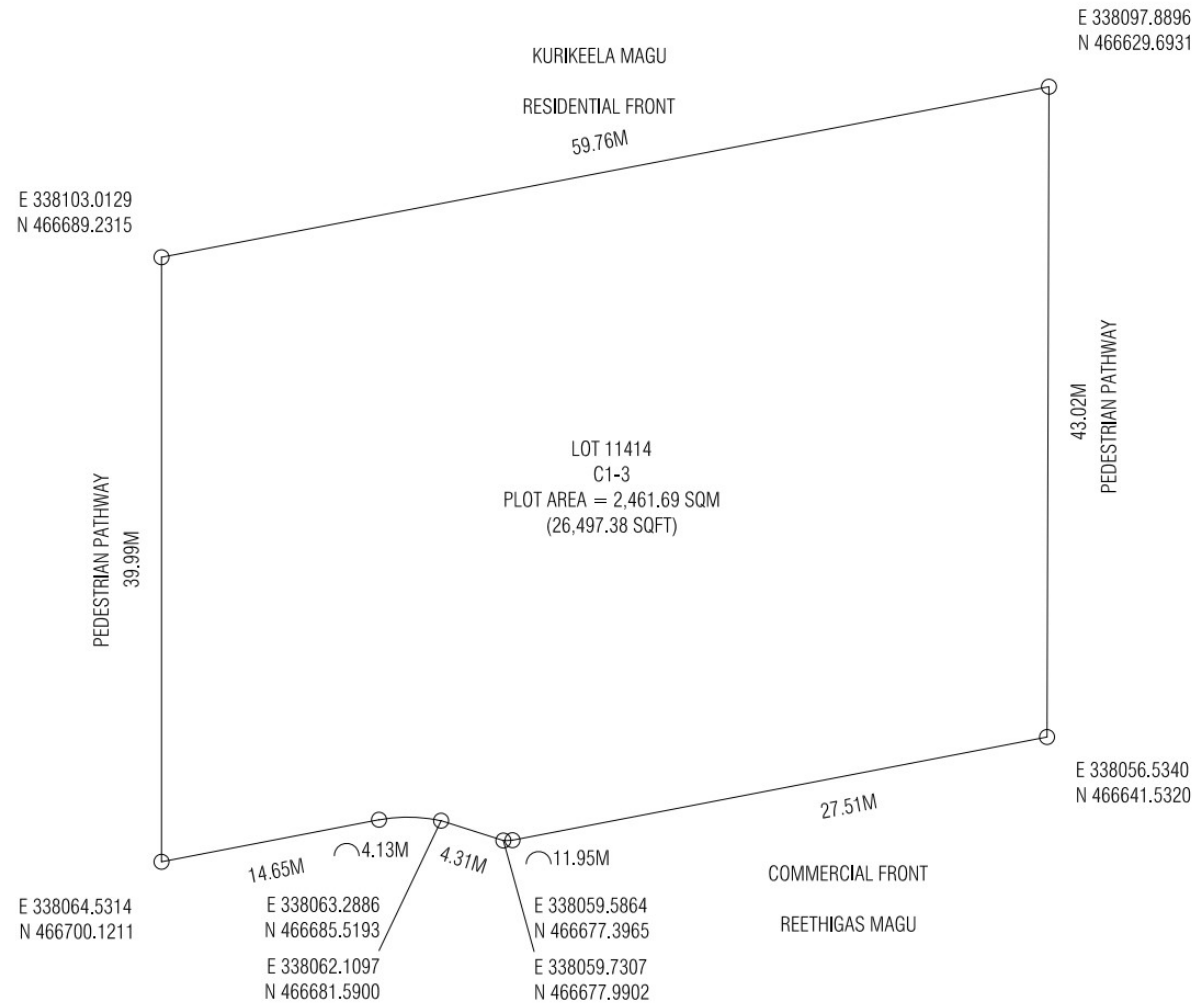 E 338097.8896
N 466629.6931
KURIKEELA MAGU
RESIDENTIAL FRONT
59.76M
E 338103.0129
N 466689.2315
PEDESTRIAN PATHWAY
39.99M
LOT 11414
C1-3
PLOT AREA = 2,461.69 SQM
(26,497.38 SQFT)
43.02M
PEDESTRIAN PATHWAY
E 338056.5340
N 466641.5320
27.51M
14.65M
4.13M
4.31M
11.95M
COMMERCIAL FRONT
REETHIGAS MAGU
E 338064.5314
N 466700.1211
E 338063.2886
N 466685.5193
E 338059.5864
N 466677.3965
E 338062.1097
N 466681.5900
E 338059.7307
N 466677.9902